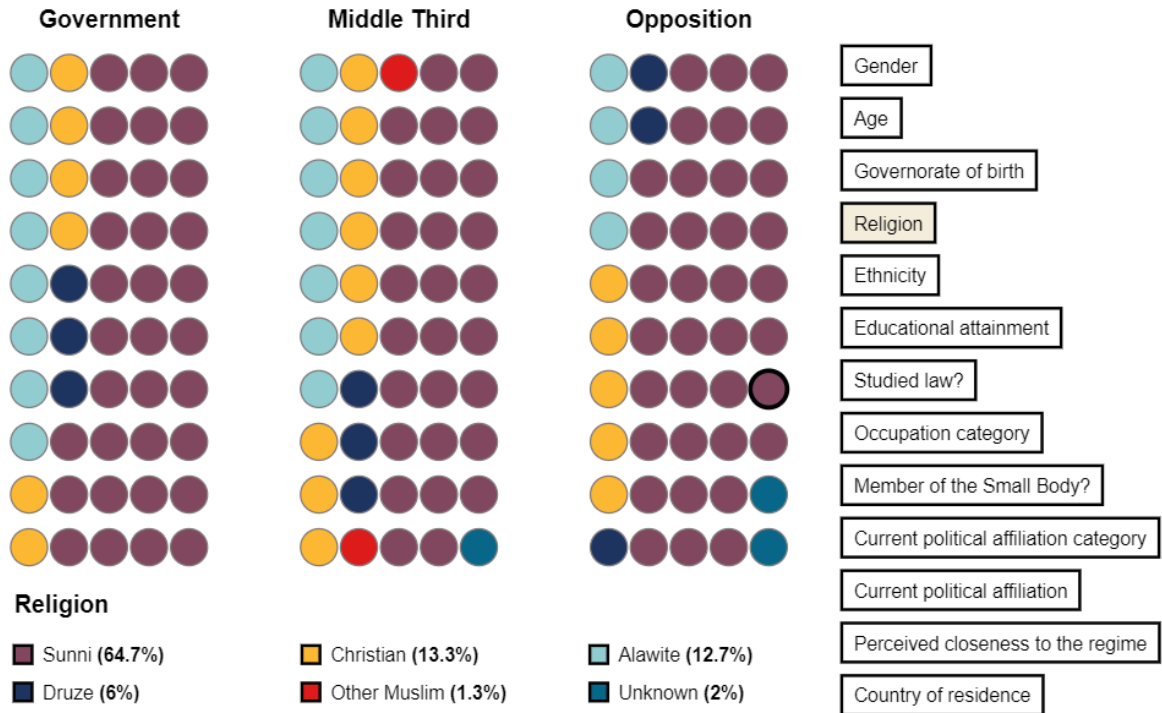 Government
Middle Third
Opposition
Gender
Age
Governorate of birth
Religion
Ethnicity
Educational attainment
Studied law?
Occupation category
Member of the Small Body?
Current political affiliation category
Current political affiliation
Perceived closeness to the regime
Country of residence
Religion
Sunni (64.7%)
Christian (13.3%)
Alawite (12.7%)
Druze (6%)
Other Muslim (1.3%)
Unknown (2%)